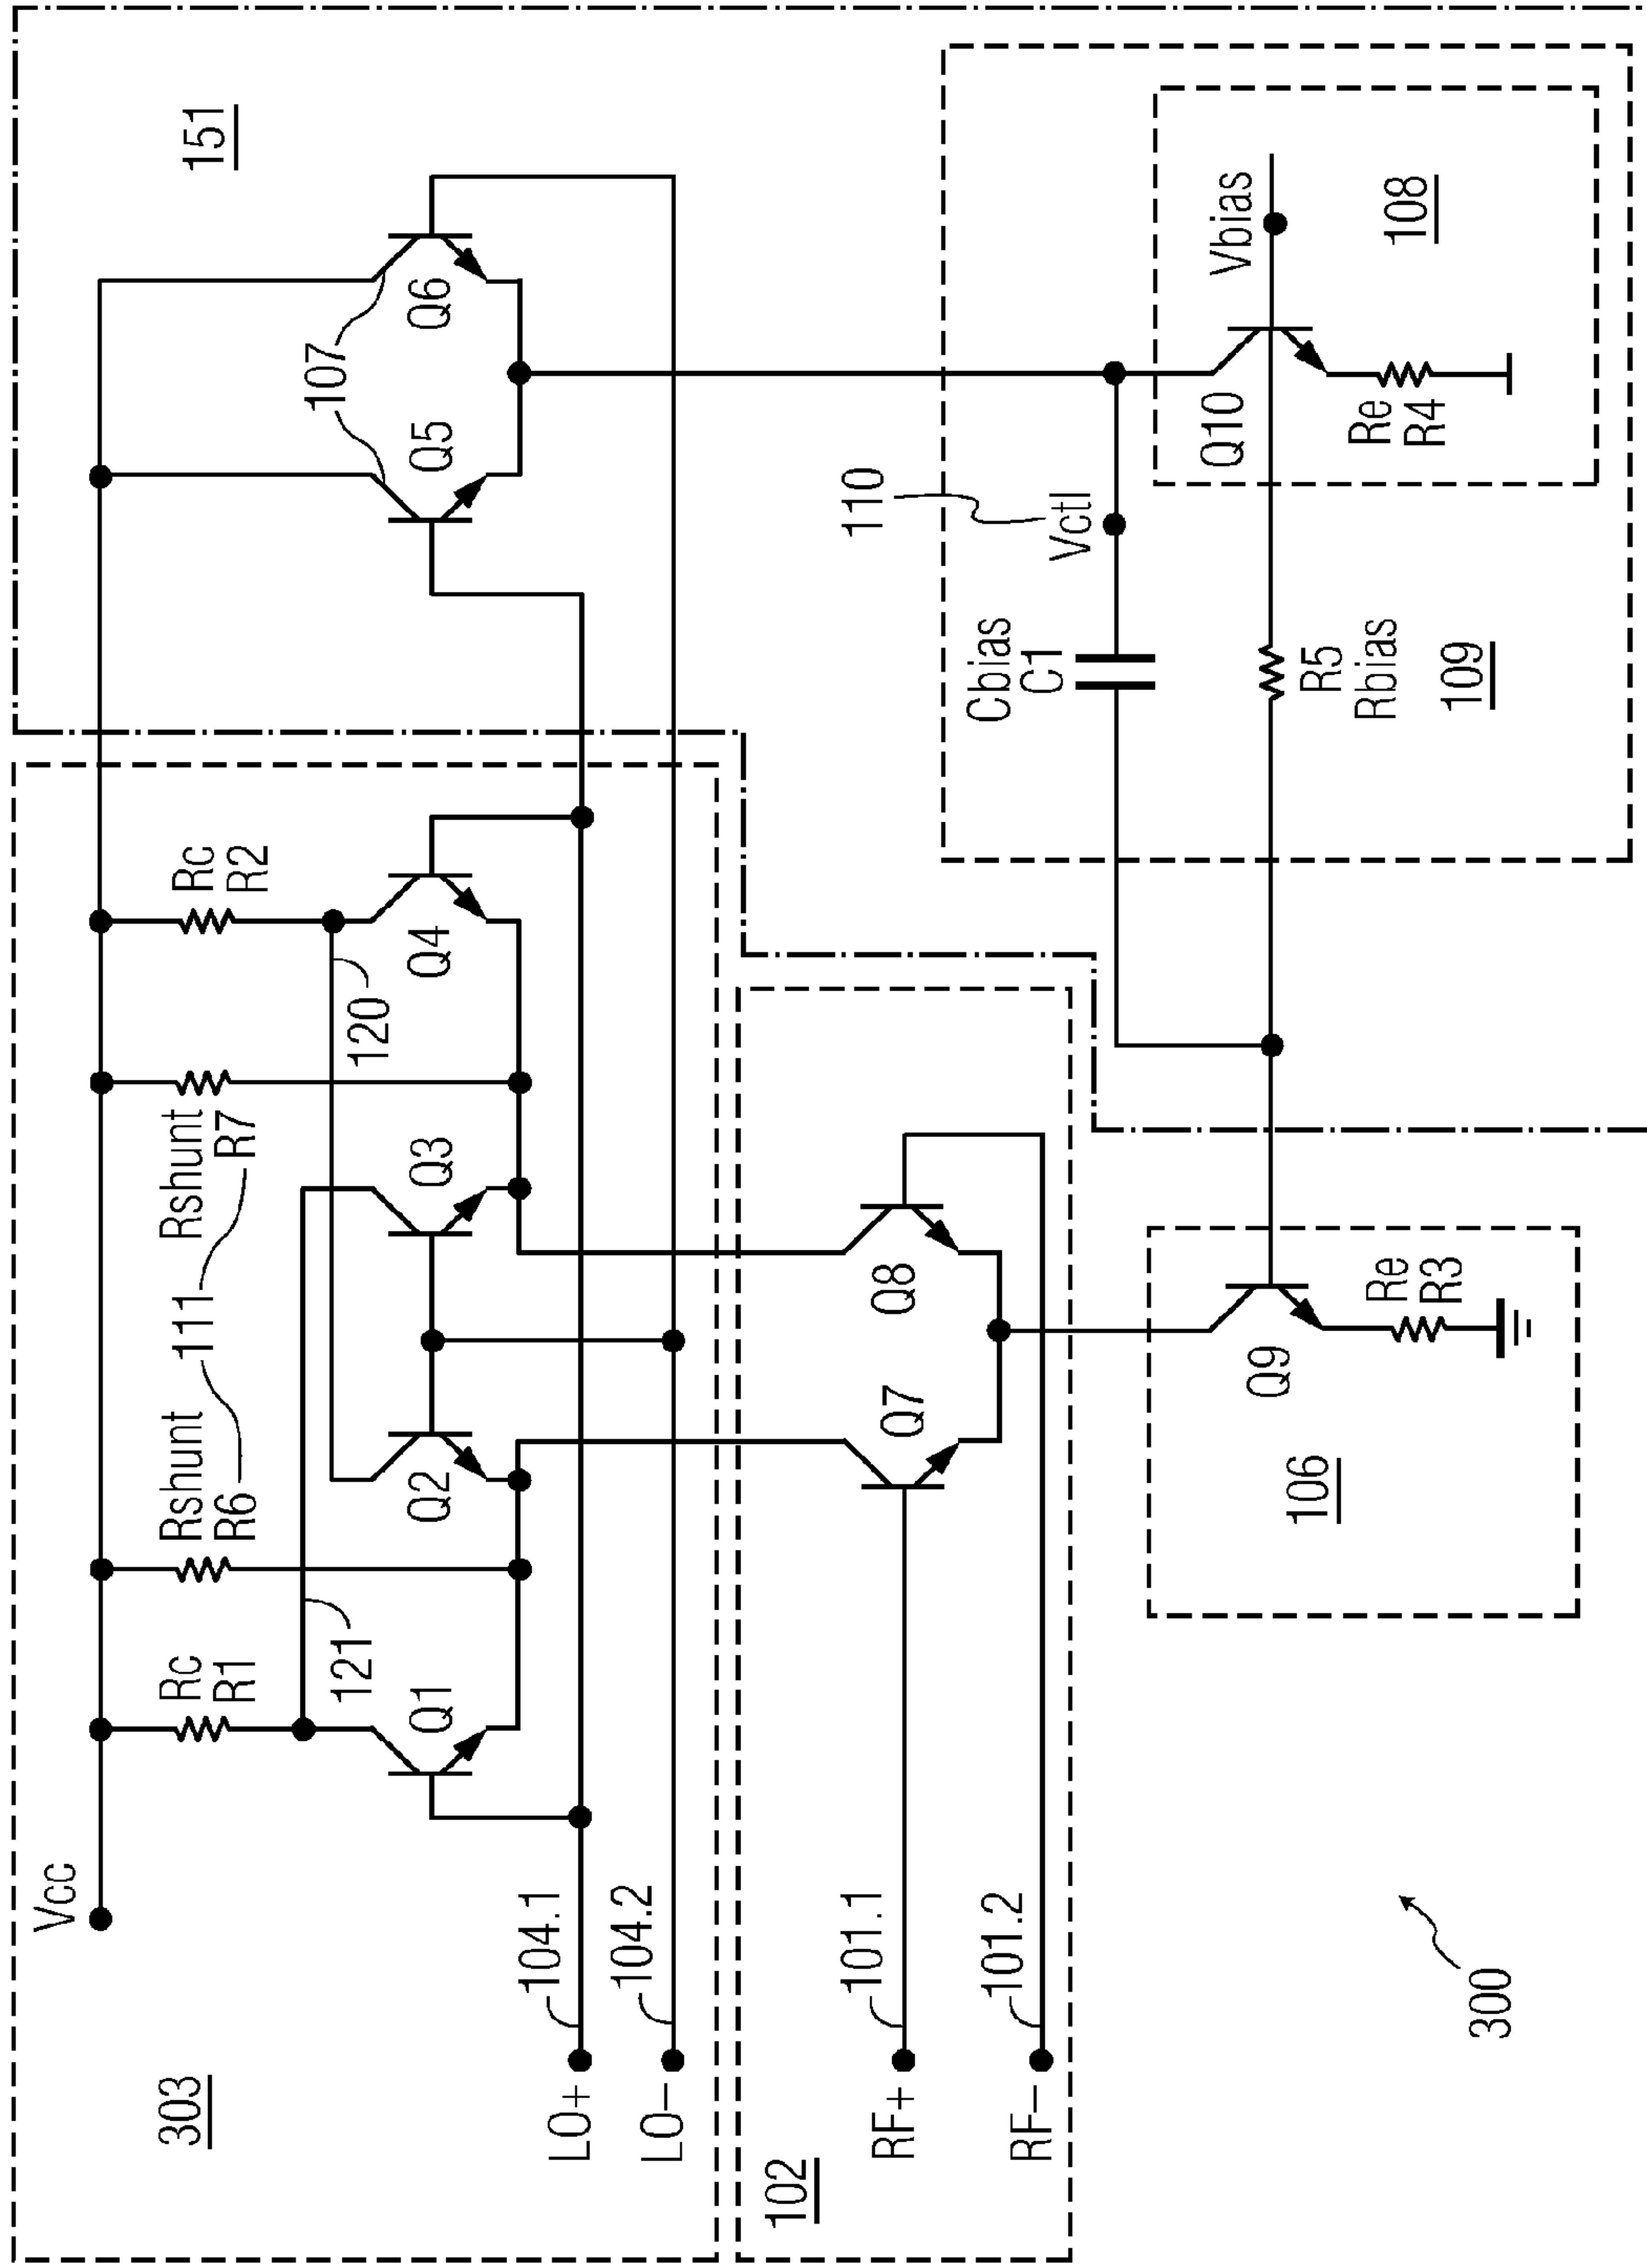 303
Vcc
Rc
R1
121
Rshunt
R6
111
Rshunt
R7
120
Rc
R2
107
151
Q1
Q2
Q3
Q4
Q5
Q6
LO+
104.1
LO−
104.2
102
RF+
101.1
RF−
101.2
Q7
Q8
110
Vctl
Cbias
C1
Vbias
108
Q10
Re
R4
R5
Rbias
109
Q9
Re
R3
106
300